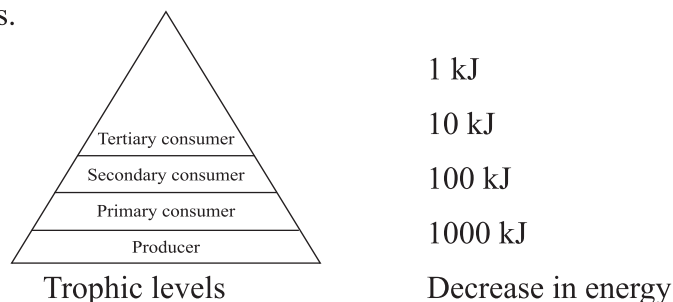 s.
1 kJ
10 kJ
Tertiary consumer
Secondary consumer
100 kJ
Primary consumer
1000 kJ
Producer
Trophic levels
Decrease in energy